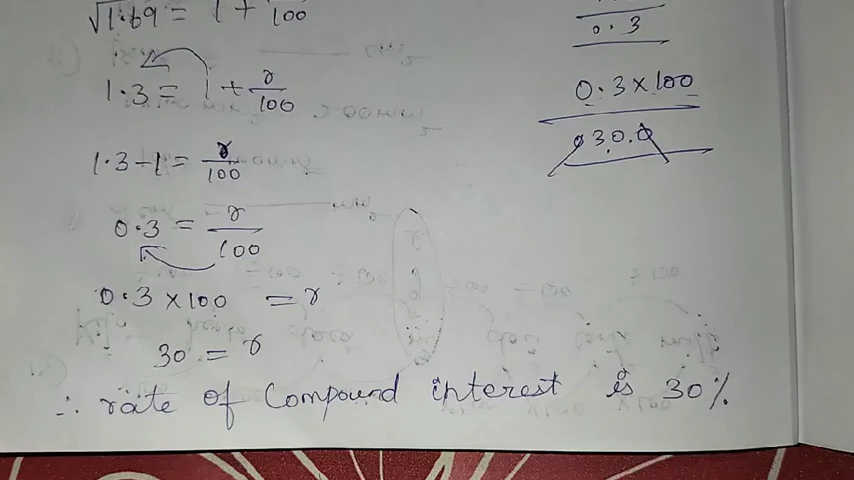 √1.69 = 1 + /100
1.3 = 1 + r/100
1.3-1 = r/100
0.3 = r/100
0.3 × 100 = r
30 = r
∴ rate of Compound interest is 30%
0.3
0.3 × 100
030.0